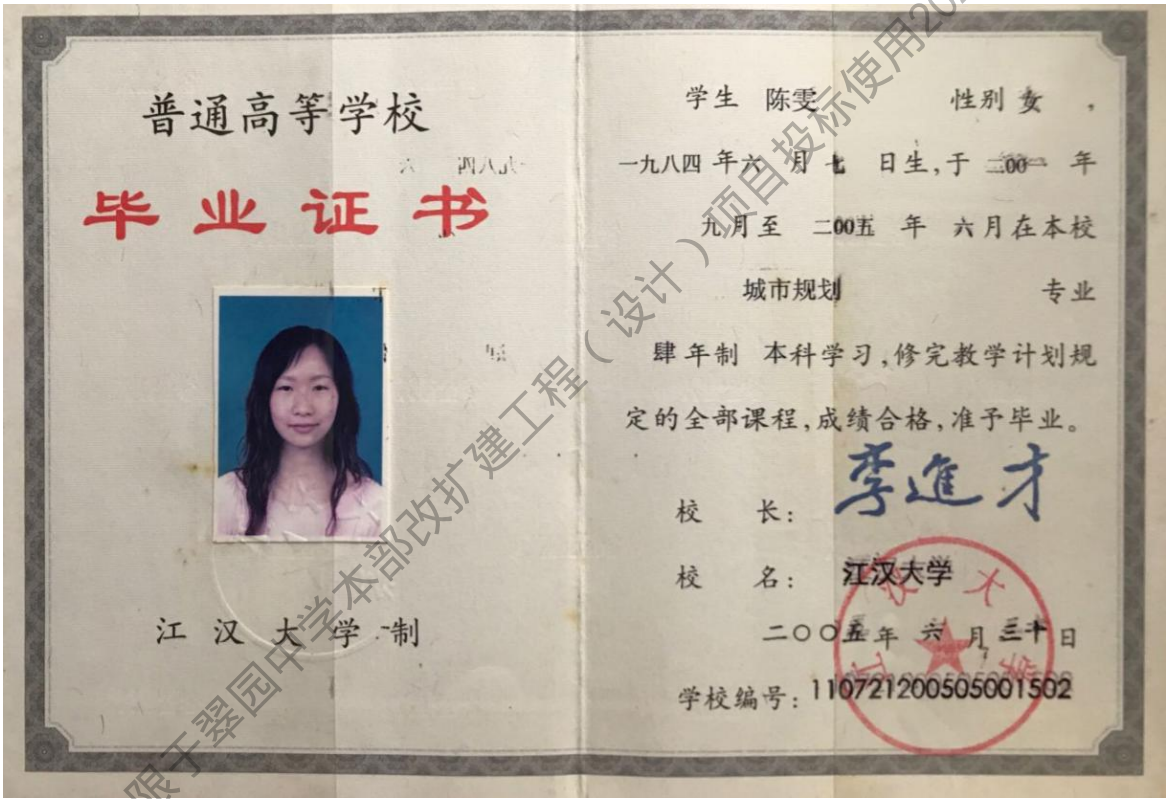 普通高等学校
毕业证书
江汉大学制
学生 陈雯 性别 女，
一九八四 年六 月 七 日生,于 二00一 年
九月至 二00五 年 六月在本校
城市规划 专业
肆年制 本科学习,修完教学计划规
定的全部课程,成绩合格,准予毕业。
校 长: 李進才
校 名: 江汉大学
二○○五年 六 月 三十日
学校编号: 110721200505001502
江汉大学
限于翠园中学本部改扩建工程（设计）项目投标使用20